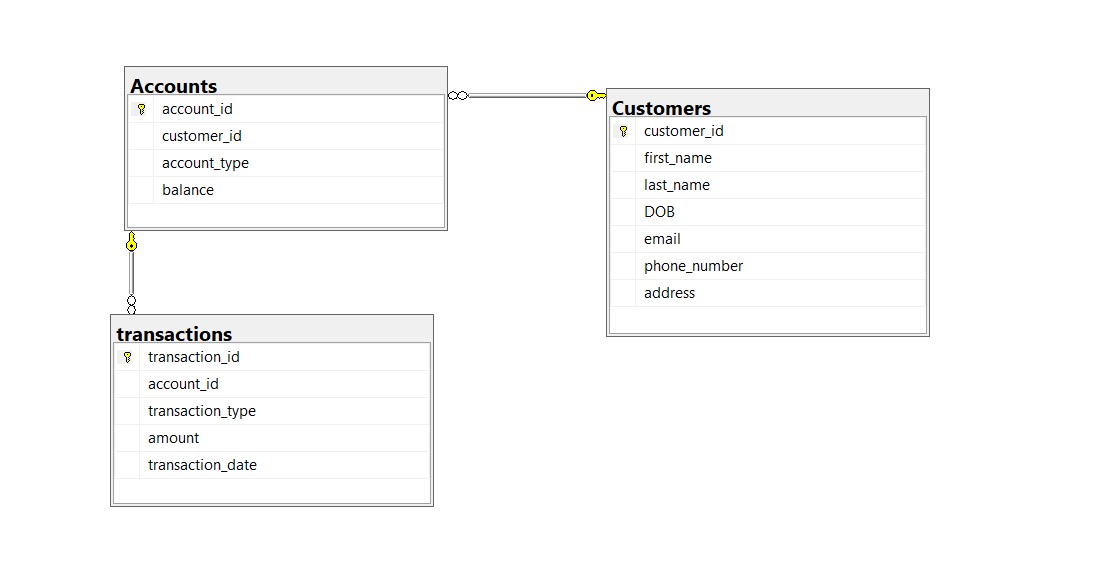 Accounts
account_id
customer_id
account_type
balance
Customers
customer_id
first_name
last_name
DOB
email
phone_number
address
transactions
transaction_id
account_id
transaction_type
amount
transaction_date